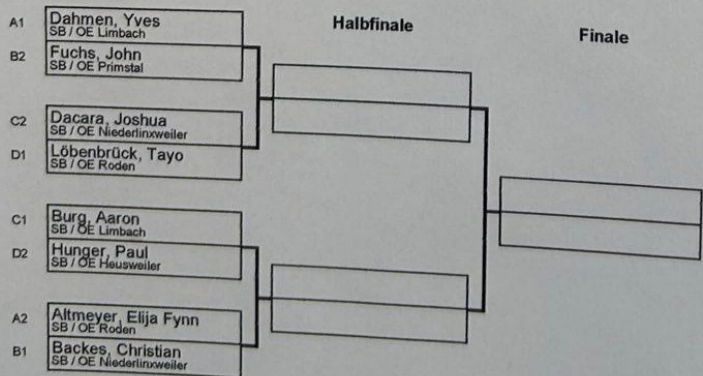 Halbfinale
Finale
A1 Dahmen, Yves
SB / OE Limbach
B2 Fuchs, John
SB / OE Primstal
C2 Dacara, Joshua
SB / OE Niederlinxweiler
D1 Löbenbrück, Tayo
SB / OE Roden
C1 Burg, Aaron
SB / OE Limbach
D2 Hunger, Paul
SB / OE Heusweiler
A2 Altmeyer, Elija Fynn
SB / OE Roden
B1 Backes, Christian
SB / OE Niederlinxweiler